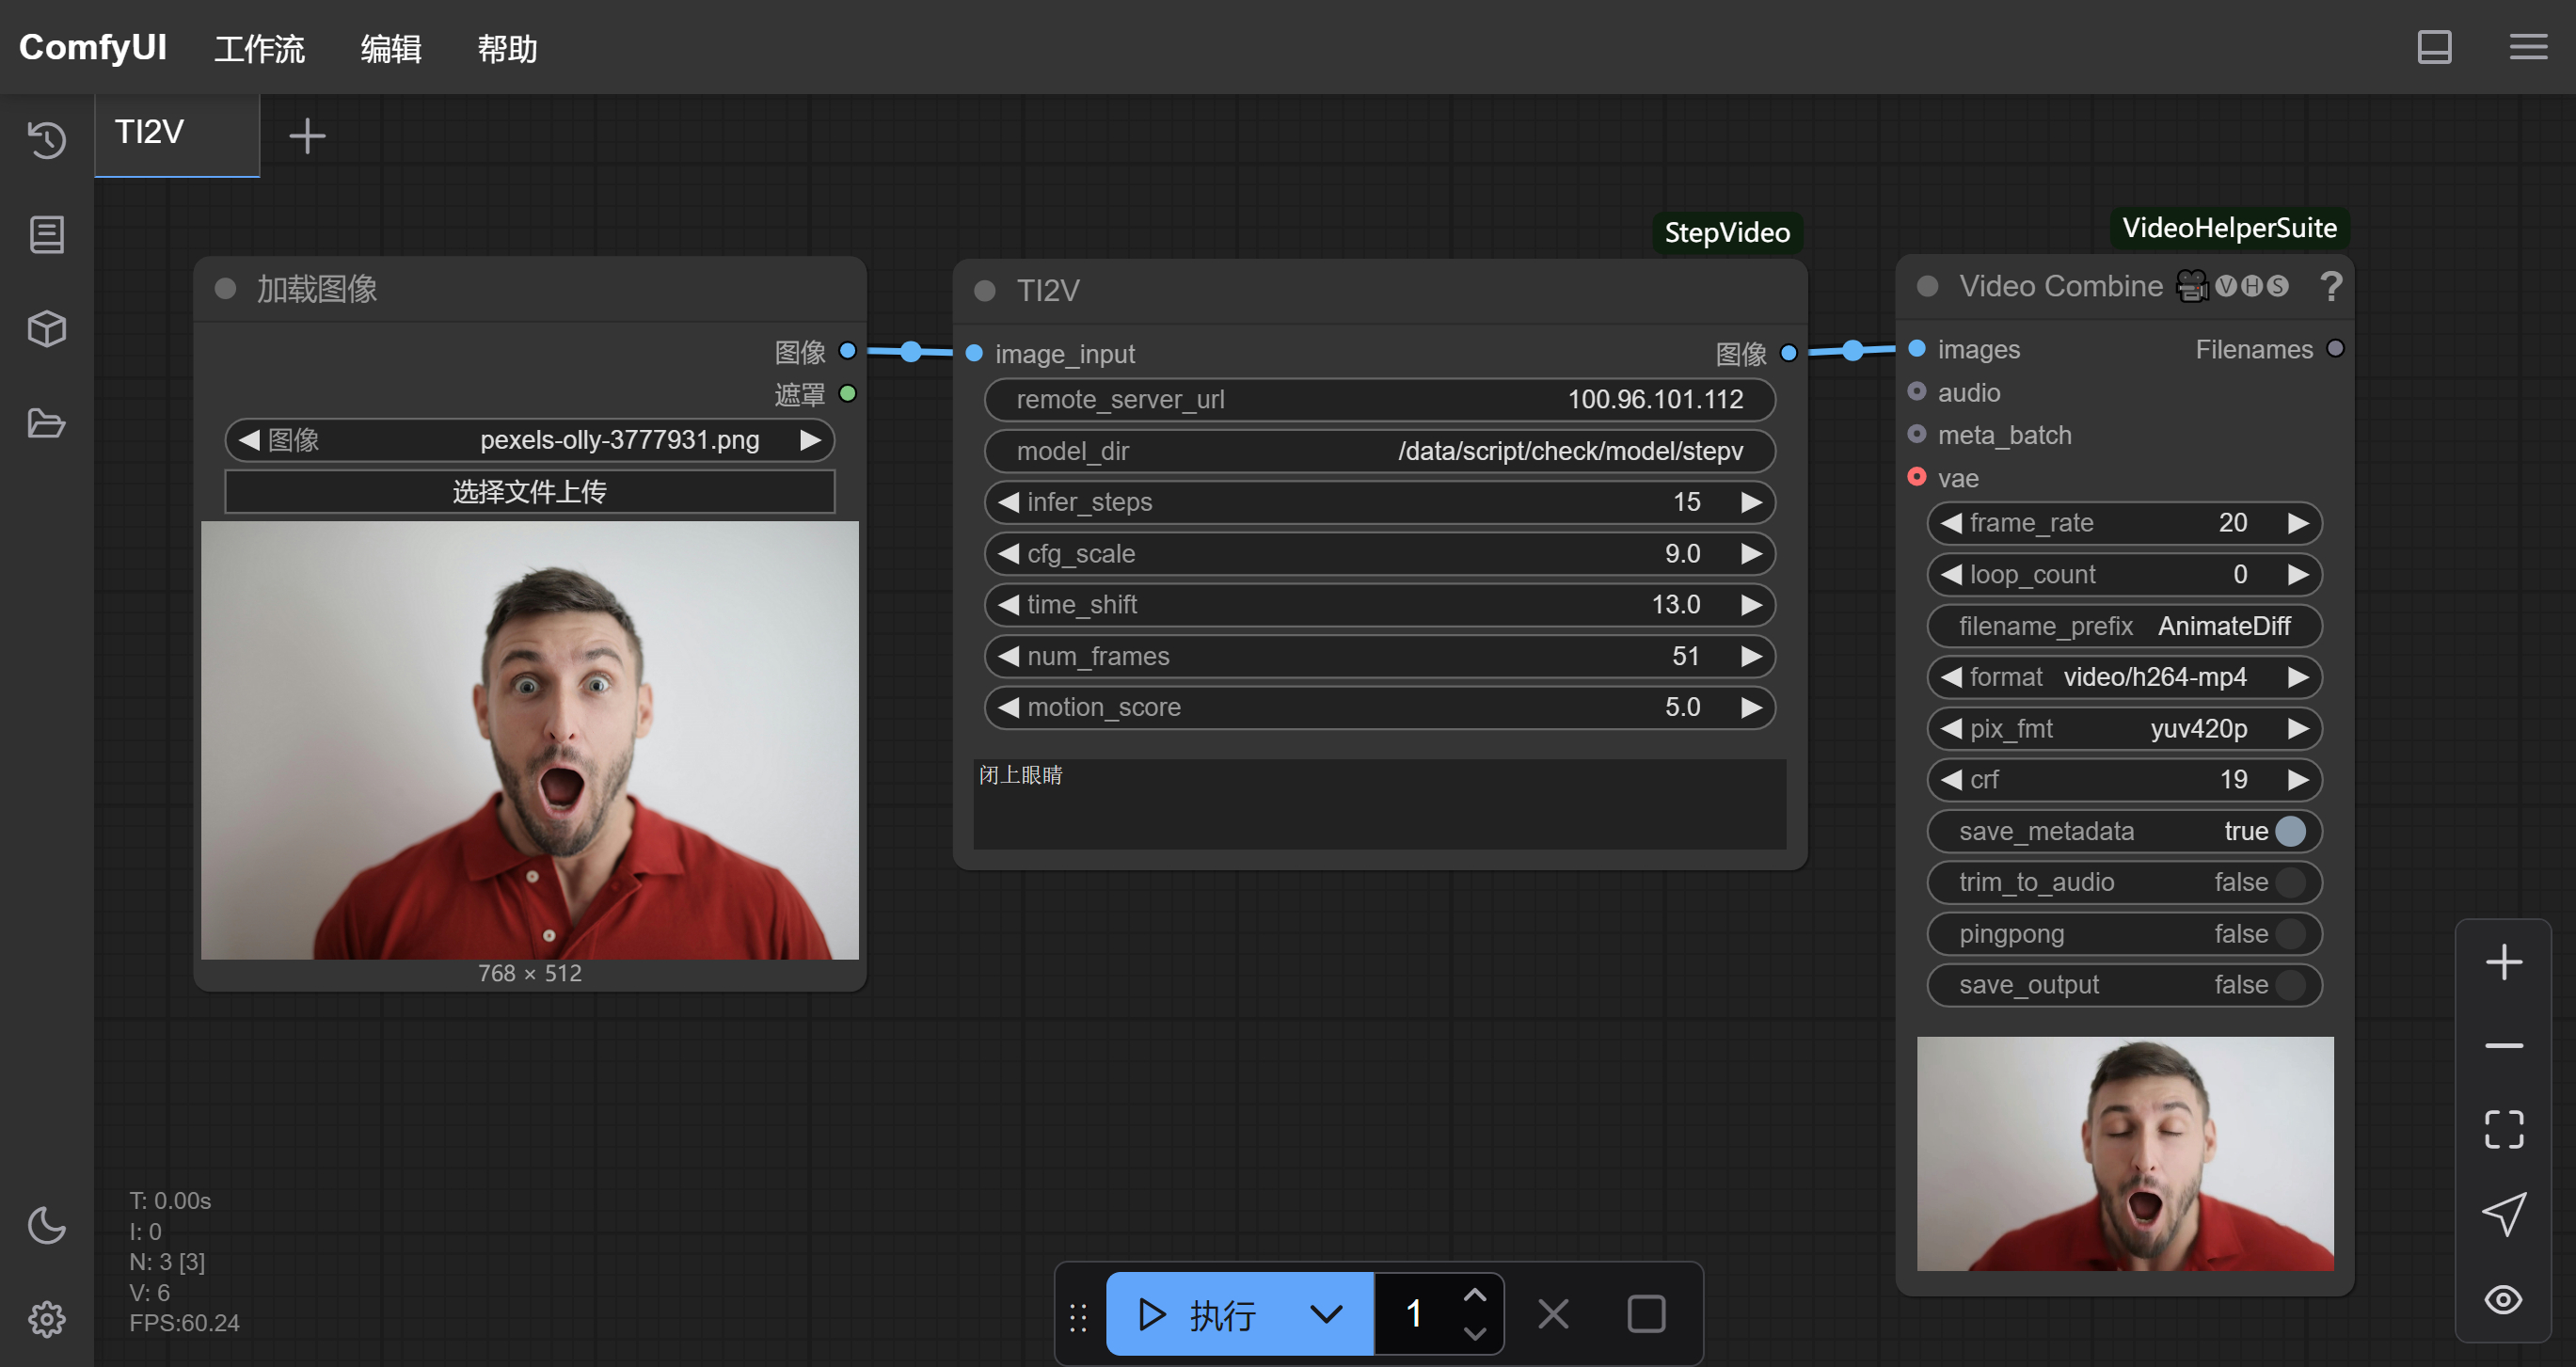 ComfyUI 工作流 编辑 帮助
TI2V
加载图像
图像
遮罩
图像 pexels-olly-3777931.png
选择文件上传
768 × 512
StepVideo
TI2V
image_input 图像
remote_server_url 100.96.101.112
model_dir /data/script/check/model/stepv
infer_steps 15
cfg_scale 9.0
time_shift 13.0
num_frames 51
motion_score 5.0
闭上眼睛
VideoHelperSuite
Video Combine 🎥🅥🅗🅢 ?
images Filenames
audio
meta_batch
vae
frame_rate 20
loop_count 0
filename_prefix AnimateDiff
format video/h264-mp4
pix_fmt yuv420p
crf 19
save_metadata true
trim_to_audio false
pingpong false
save_output false
T: 0.00s
I: 0
N: 3 [3]
V: 6
FPS:60.24
执行 1